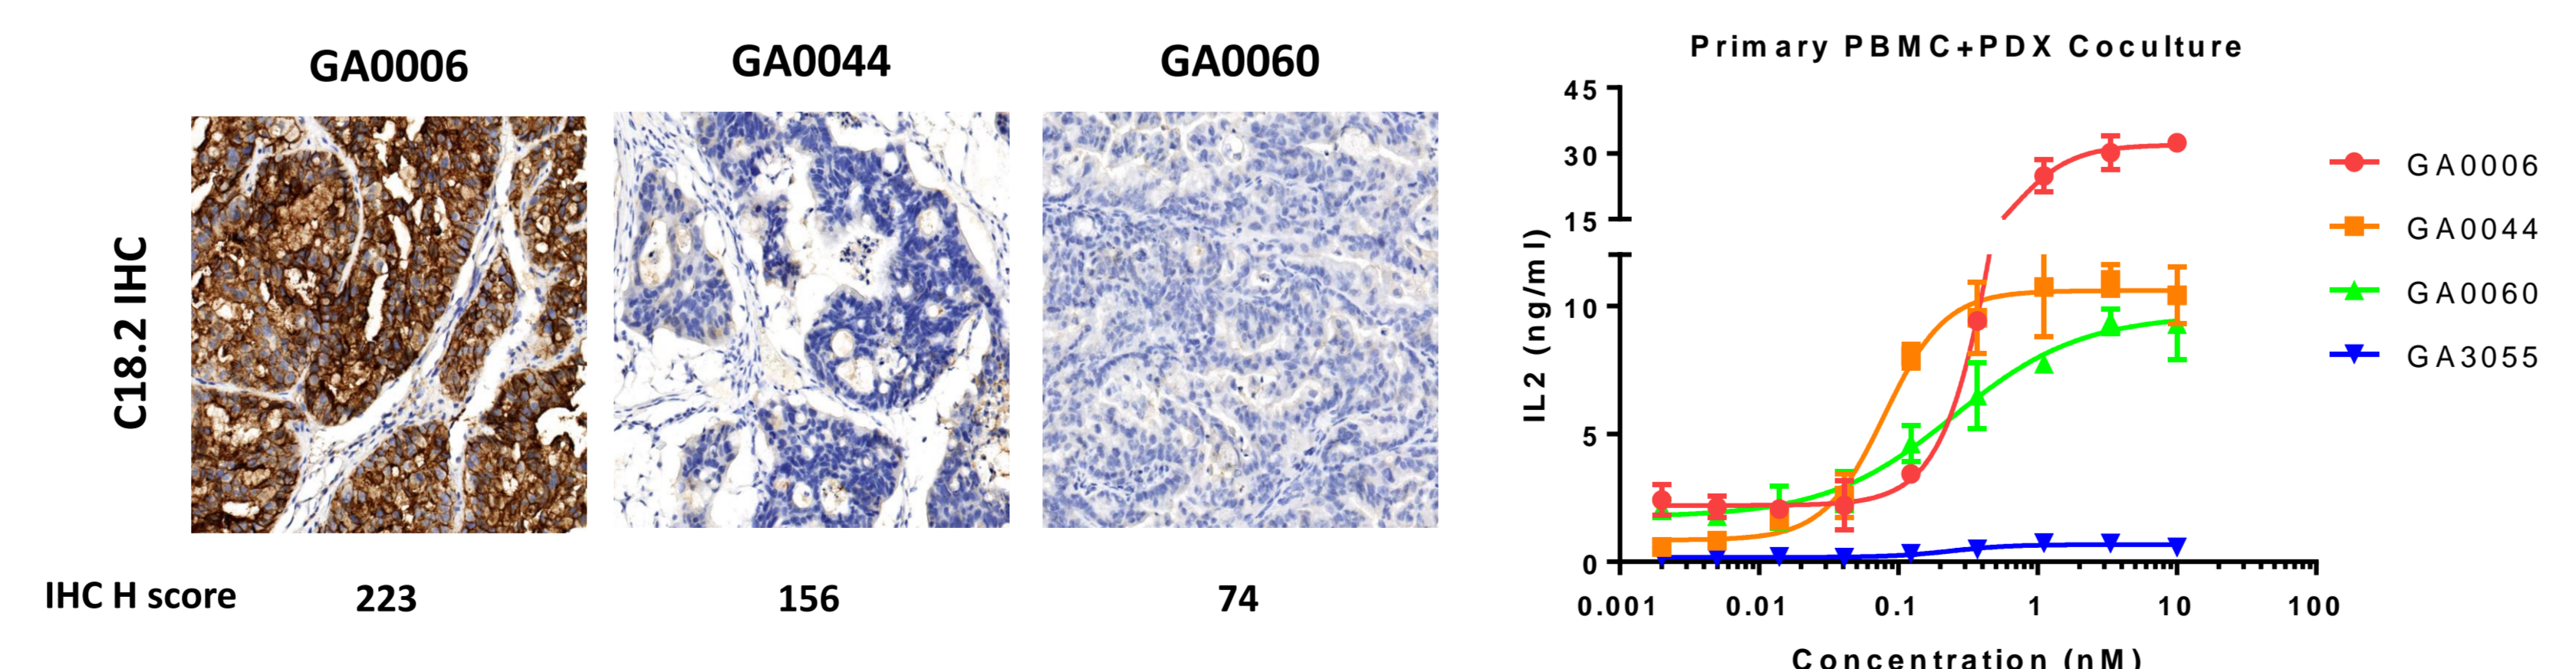 GA0006
GA0044
GA0060
C18.2 IHC
IHC H score
223
156
74
Primary PBMC+PDX Coculture
IL2 (ng/ml)
45
30
15
10
5
0
0.001
0.01
0.1
1
10
100
Concentration (nM)
GA0006
GA0044
GA0060
GA3055